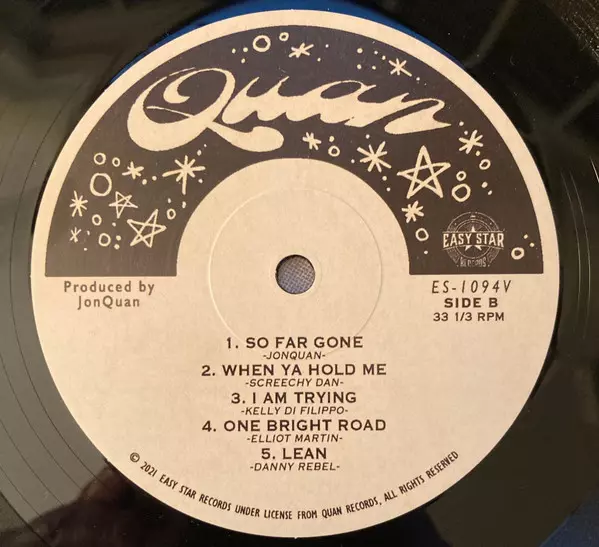 Quan
EASY STAR
RECORDS
Produced by
JonQuan
ES-1094V
SIDE B
33 1/3 RPM
1. SO FAR GONE
-JONQUAN-
2. WHEN YA HOLD ME
-SCREECHY DAN-
3. I AM TRYING
-KELLY DI FILIPPO-
4. ONE BRIGHT ROAD
-ELLIOT MARTIN-
5. LEAN
-DANNY REBEL-
© 2021 EASY STAR RECORDS UNDER LICENSE FROM QUAN RECORDS, ALL RIGHTS RESERVED